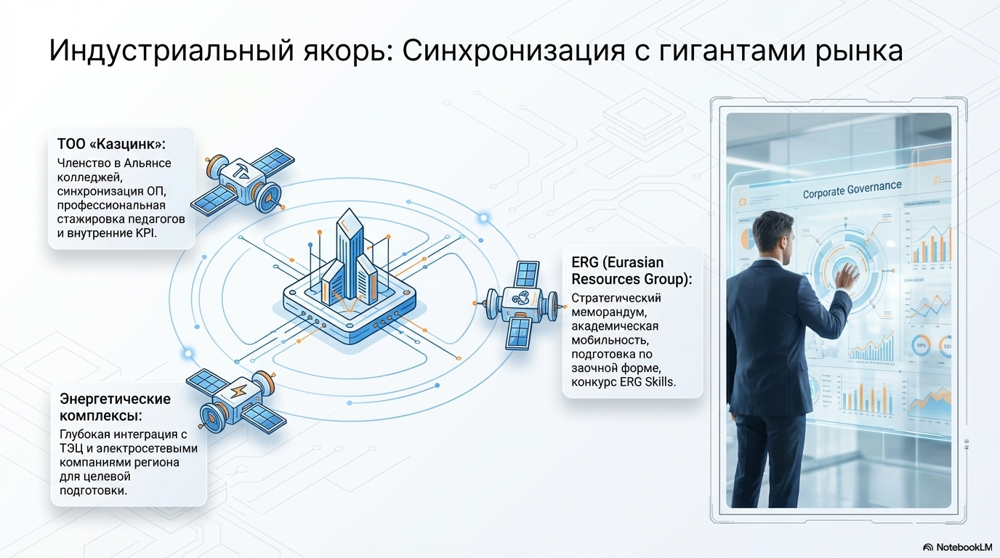 Индустриальный якорь: Синхронизация с гигантами рынка
ТОО «Казцинк»:
Членство в Альянсе
колледжей,
синхронизация ОП,
профессиональная
стажировка педагогов
и внутренние KPI.
ERG (Eurasian
Resources Group):
Стратегический
меморандум,
академическая
мобильность,
подготовка по
заочной форме,
конкурс ERG Skills.
Энергетические
комплексы:
Глубокая интеграция с
ТЭЦ и электросетевыми
компаниями региона
для целевой
подготовки.
Corporate Governance
NotebookLM